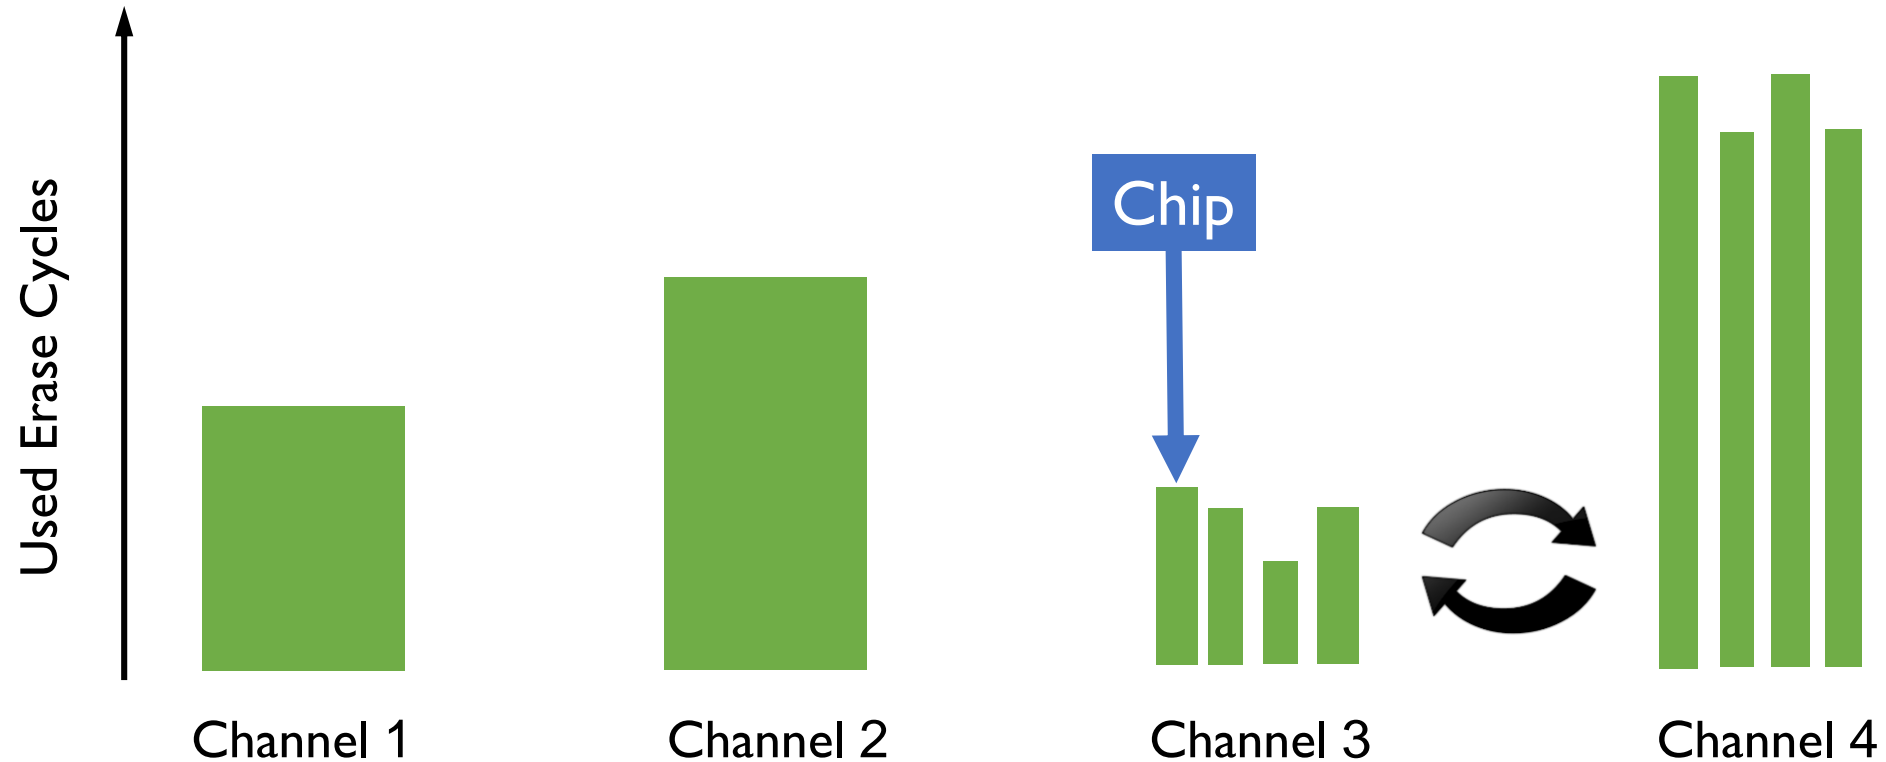 Used Erase Cycles
Chip
Channel 1
Channel 2
Channel 3
Channel 4